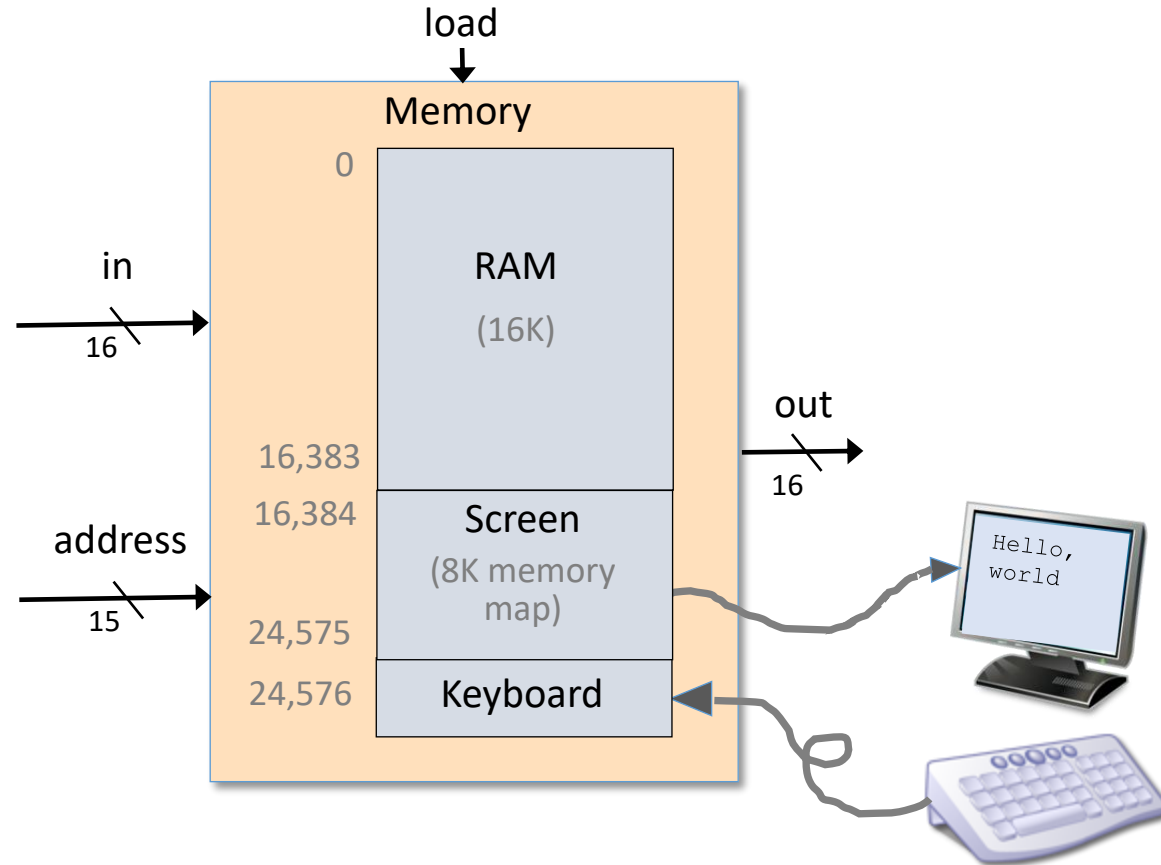 load
Memory
0
in
RAM
16
(16K)
out
16,383
16
16,384
Screen
address
(8K memory
map)
15
24,575
24,576
Keyboard
Hello,
world